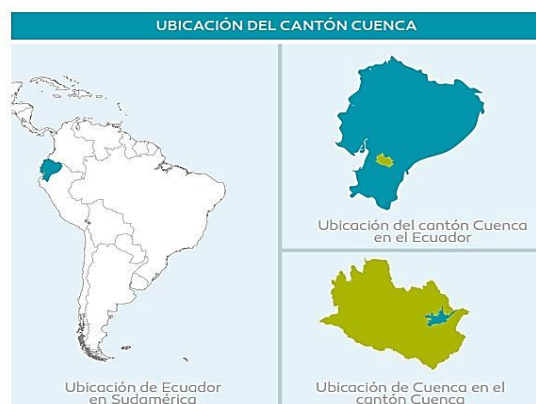 UBICACIÓN DEL CANTÓN CUENCA
Ubicación de Ecuador
en Sudamérica
Ubicación del cantón Cuenca
en el Ecuador
Ubicación de Cuenca en el
cantón Cuenca